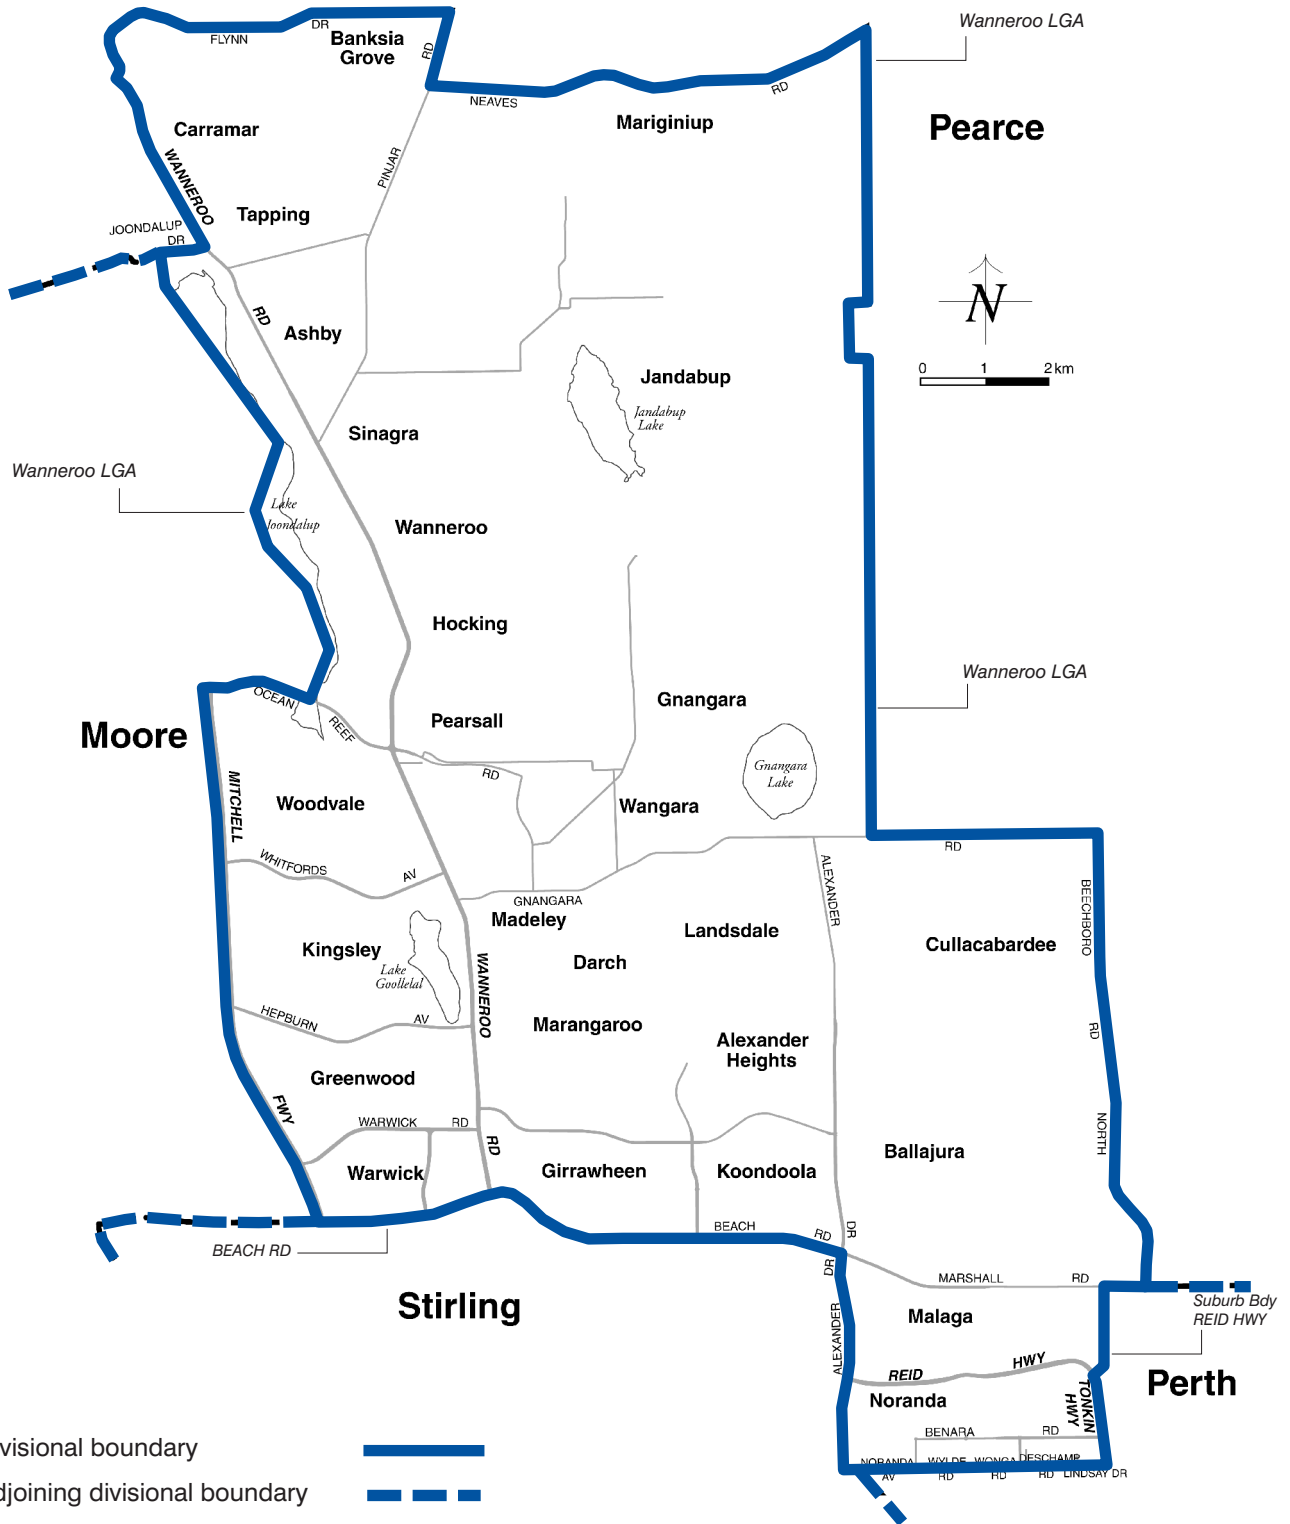 Wanneroo LGA
DR
FLYNN
Banksia
Grove
RD
NEAVES
RD
Mariginiup
Pearce
Carramar
WANNEROO
PINJAR
Tapping
JOONDALUP
DR
N
RD
Ashby
0 1 2 km
Jandabup
Jandabup
Lake
Sinagra
Wanneroo LGA
Lake
Joondalup
Wanneroo
Hocking
Wanneroo LGA
OCEAN
REEF
Gnangara
Pearsall
Moore
RD
Gnangara
Lake
MITCHELL
Woodvale
Wangara
RD
WHITFORDS
AV
ALEXANDER
BEECHBORO
GNANGARA
Madeley
Landsdale
Cullacabardee
Kingsley
Darch
Lake
Goollelal
WANNEROO
HEPBURN
AV
Marangaroo
RD
Alexander
Heights
Greenwood
FWY
WARWICK
RD
RD
NORTH
Ballajura
Warwick
Girrawheen
Koondoola
BEACH
RD
DR
BEACH RD
DR
MARSHALL
RD
Stirling
Suburb Bdy
REID HWY
Malaga
ALEXANDER
REID
HWY
Perth
TONKIN
HWY
Noranda
BENARA
RD
NORANDA
WYLDE
WONGA
DESCHAMP
AV
RD
RD
RD
LINDSAY DR
visional boundary
djoining divisional boundary